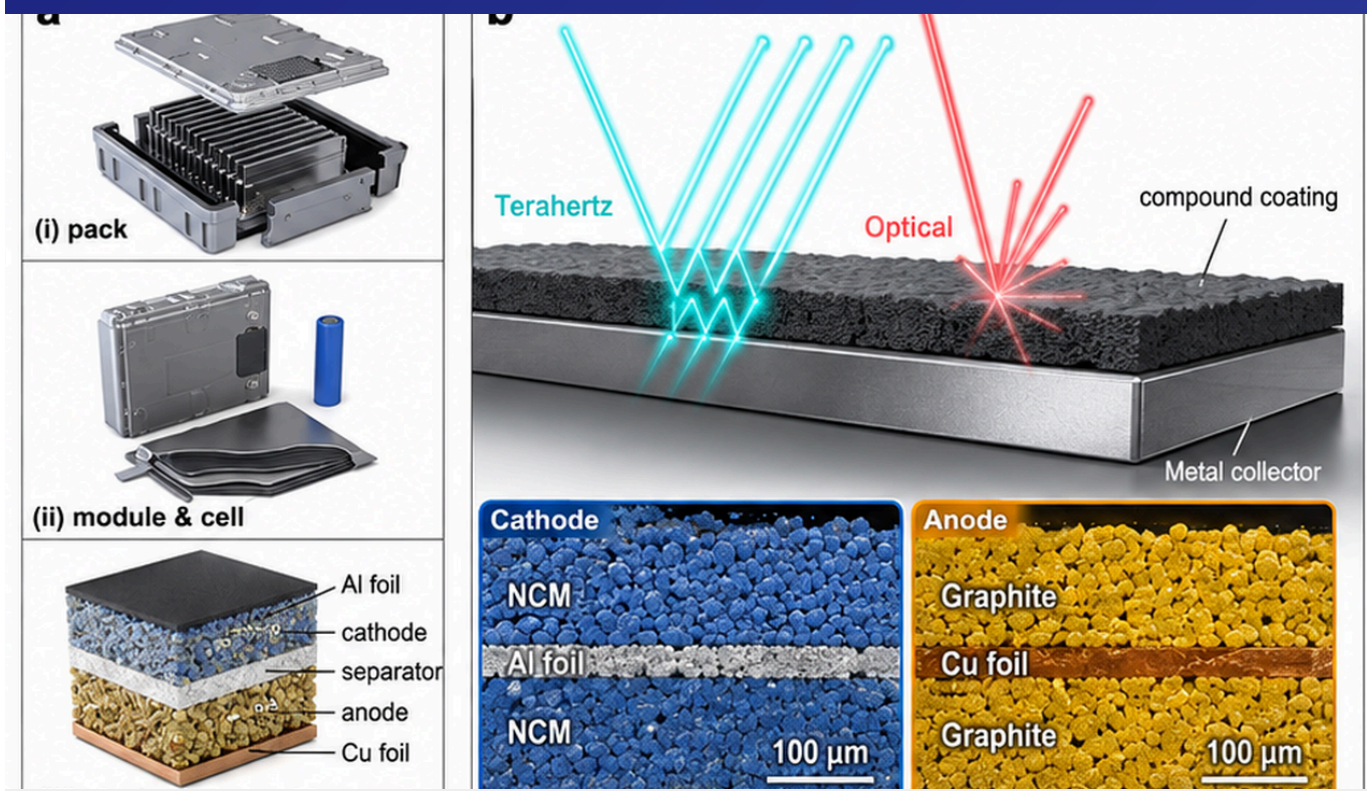 a
(i) pack
(ii) module & cell
Al foil
cathode
separator
anode
Cu foil
b
Terahertz
Optical
compound coating
Metal collector
Cathode
NCM
Al foil
NCM
100 µm
Anode
Graphite
Cu foil
Graphite
100 µm